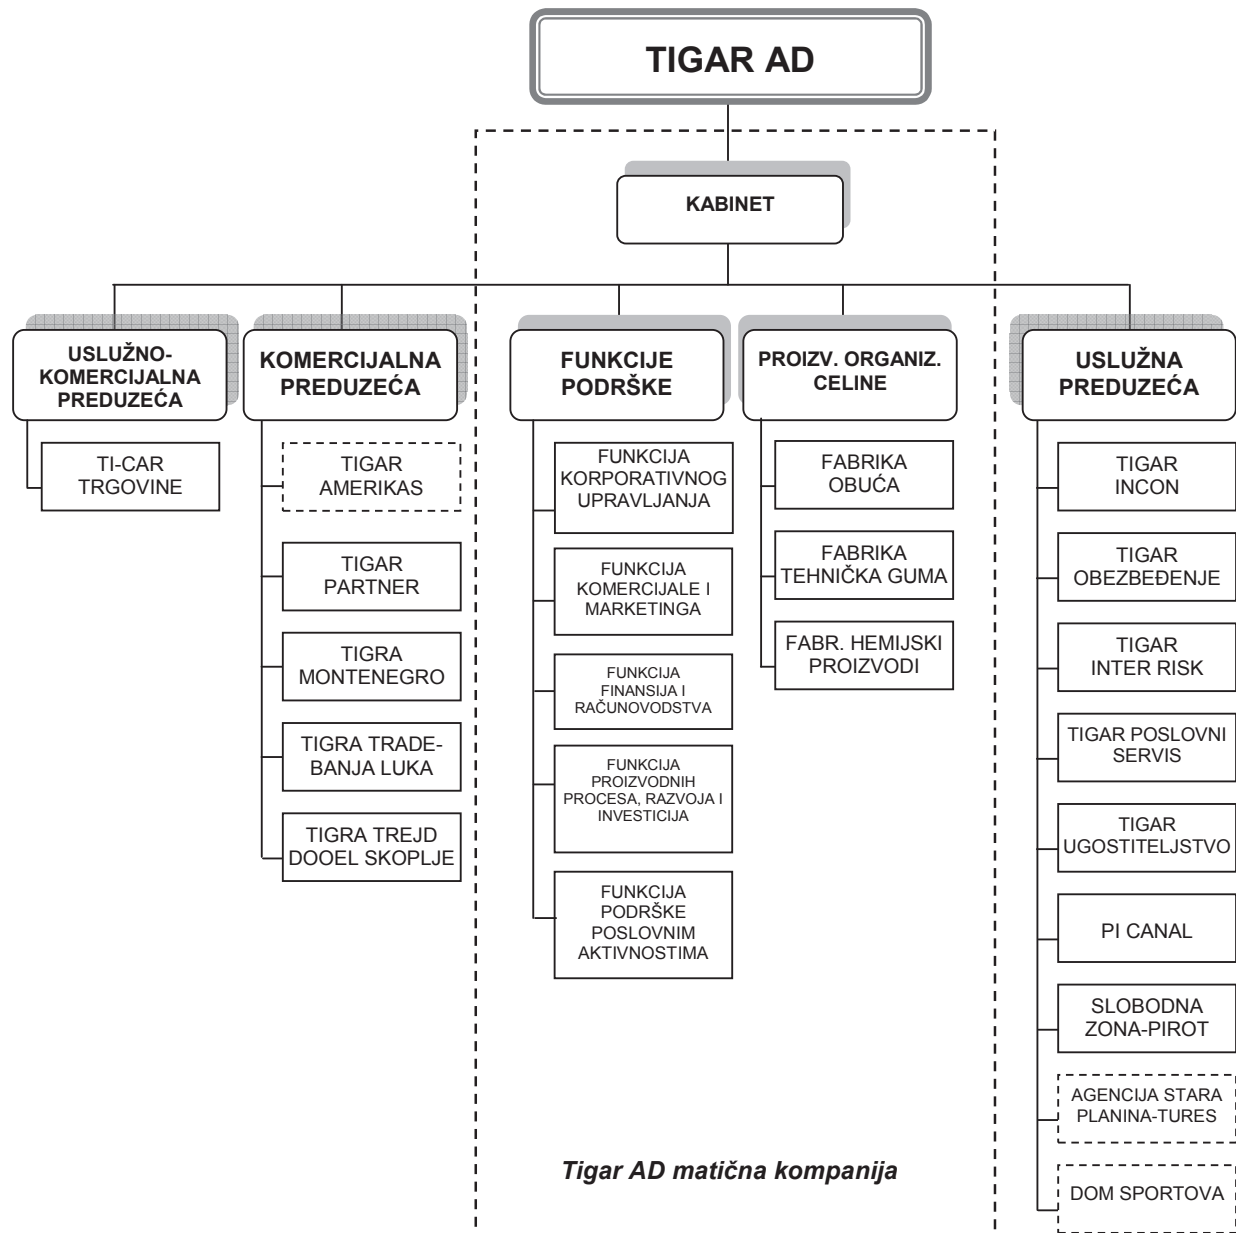 TIGAR AD
KABINET
USLUŽNO-
KOMERCIJALNA
PREDUZEĆA
TI-CAR
TRGOVINE
KOMERCIJALNA
PREDUZEĆA
TIGAR
AMERIKAS
TIGAR
PARTNER
TIGRA
MONTENEGRO
TIGRA TRADE-
BANJA LUKA
TIGRA TREJD
DOOEL SKOPLJE
FUNKCIJE
PODRŠKE
FUNKCIJA
KORPORATIVNOG
UPRAVLJANJA
FUNKCIJA
KOMERCIJALE I
MARKETINGA
FUNKCIJA
FINANSIJA I
RAČUNOVODSTVA
FUNKCIJA
PROIZVODNIH
PROCESA, RAZVOJA I
INVESTICIJA
FUNKCIJA
PODRŠKE
POSLOVNIM
AKTIVNOSTIMA
PROIZV. ORGANIZ.
CELINE
FABRIKA
OBUĆA
FABRIKA
TEHNIČKA GUMA
FABR. HEMIJSKI
PROIZVODI
USLUŽNA
PREDUZEĆA
TIGAR
INCON
TIGAR
OBEZBEĐENJE
TIGAR
INTER RISK
TIGAR POSLOVNI
SERVIS
TIGAR
UGOSTITELJSTVO
PI CANAL
SLOBODNA
ZONA-PIROT
AGENCIJA STARA
PLANINA-TURES
DOM SPORTOVA
Tigar AD matična kompanija